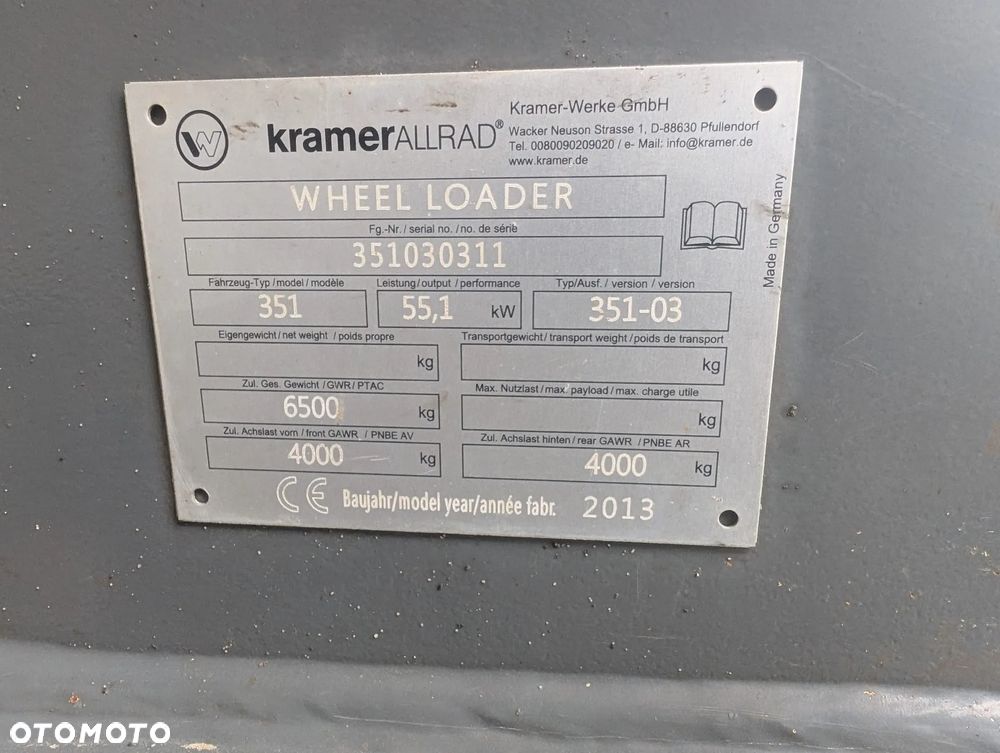 W
kramerALLRAD®
Kramer-Werke GmbH
Wacker Neuson Strasse 1, D-88630 Pfullendorf
Tel. 0080090209020 / e- Mail: info@kramer.de
www.kramer.de
WHEEL LOADER
Fg.-Nr. / serial no. / no. de série
351030311
Made in Germany
Fahrzeug-Typ / model / modèle
351
Leistung / output / performance
55,1 kW
Typ/Ausf. / version / version
351-03
Eigengewicht / net weight / poids propre
kg
Transportgewicht / transport weight / poids de transport
kg
Zul. Ges. Gewicht / GWR / PTAC
6500 kg
Max. Nutzlast / max. payload / max. charge utile
kg
Zul. Achslast vorn / front GAWR / PNBE AV
4000 kg
Zul. Achslast hinten / rear GAWR / PNBE AR
4000 kg
CE Baujahr/model year/année fabr. 2013
OTOMOTO